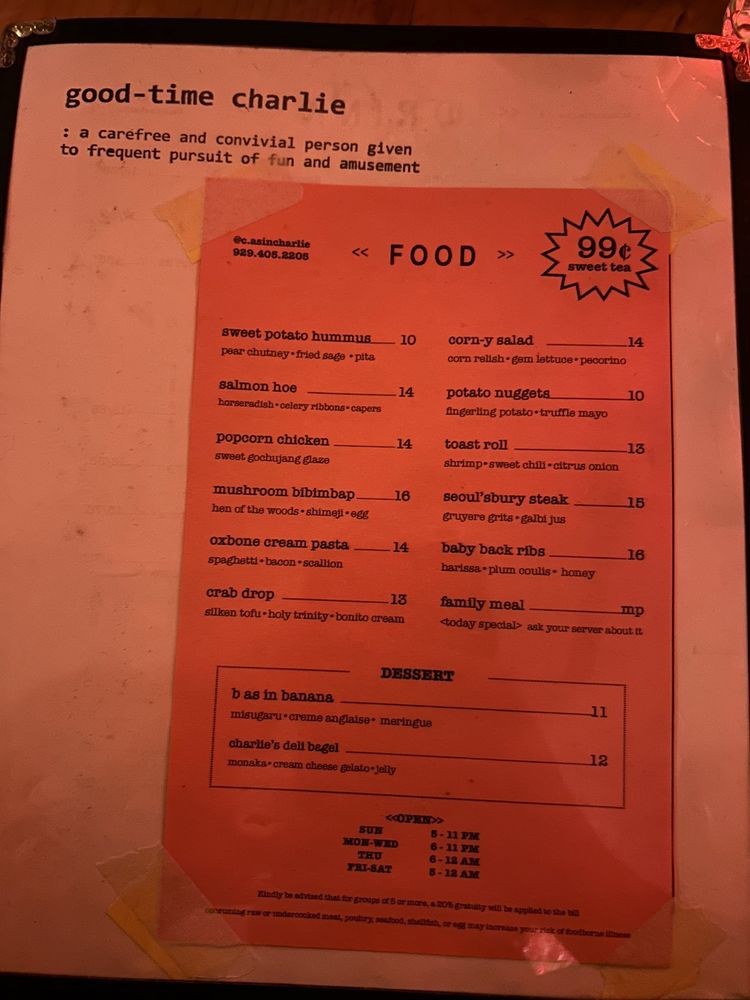 good-time charlie
: a carefree and convivial person given
to frequent pursuit of fun and amusement
@c.asincharlie
929.405.2205
<< FOOD >>
99¢
sweet tea
sweet potato hummus 10
pear chutney•fried sage •pita
salmon hoe 14
horseradish•celery ribbons•capers
popcorn chicken 14
sweet gochujang glaze
mushroom bibimbap 16
hen of the woods•shimeji•egg
oxbone cream pasta 14
spaghetti•bacon•scallion
crab drop 13
silken tofu•holy trinity•bonito cream
corn-y salad 14
corn relish•gem lettuce•pecorino
potato nuggets 10
fingerling potato•truffle mayo
toast roll 13
shrimp•sweet chili•citrus onion
seoul'sbury steak 15
gruyere grits•galbi jus
baby back ribs 16
harissa•plum coulis• honey
family meal mp
<today special> ask your server about it
DESSERT
b as in banana 11
misugaru•creme anglaise• meringue
charlie's deli bagel 12
monaka•cream cheese gelato•jelly
<<OPEN>>
SUN 5 - 11 PM
MON-WED 6 - 11 PM
THU 6 - 12 AM
FRI-SAT 5 - 12 AM
Kindly be advised that for groups of 5 or more, a 20% gratuity will be applied to the bill
consuming raw or undercooked meat, poultry, seafood, shellfish, or egg may increase your risk of foodborne illness